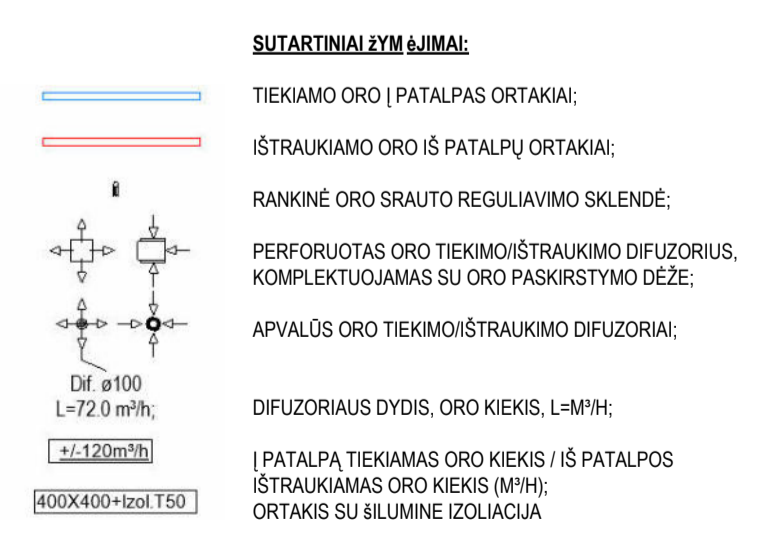 SUTARTINIAI žYM ėJIMAI:
TIEKIAMO ORO Į PATALPAS ORTAKIAI;
IŠTRAUKIAMO ORO IŠ PATALPŲ ORTAKIAI;
RANKINĖ ORO SRAUTO REGULIAVIMO SKLENDĖ;
PERFORUOTAS ORO TIEKIMO/IŠTRAUKIMO DIFUZORIUS,
KOMPLEKTUOJAMAS SU ORO PASKIRSTYMO DĖŽE;
APVALŪS ORO TIEKIMO/IŠTRAUKIMO DIFUZORIAI;
Dif. ø100
L=72.0 m³/h;
DIFUZORIAUS DYDIS, ORO KIEKIS, L=M³/H;
+/-120m³/h
Į PATALPĄ TIEKIAMAS ORO KIEKIS / IŠ PATALPOS
IŠTRAUKIAMAS ORO KIEKIS (M³/H);
400X400+Izol.T50
ORTAKIS SU šILUMINE IZOLIACIJA